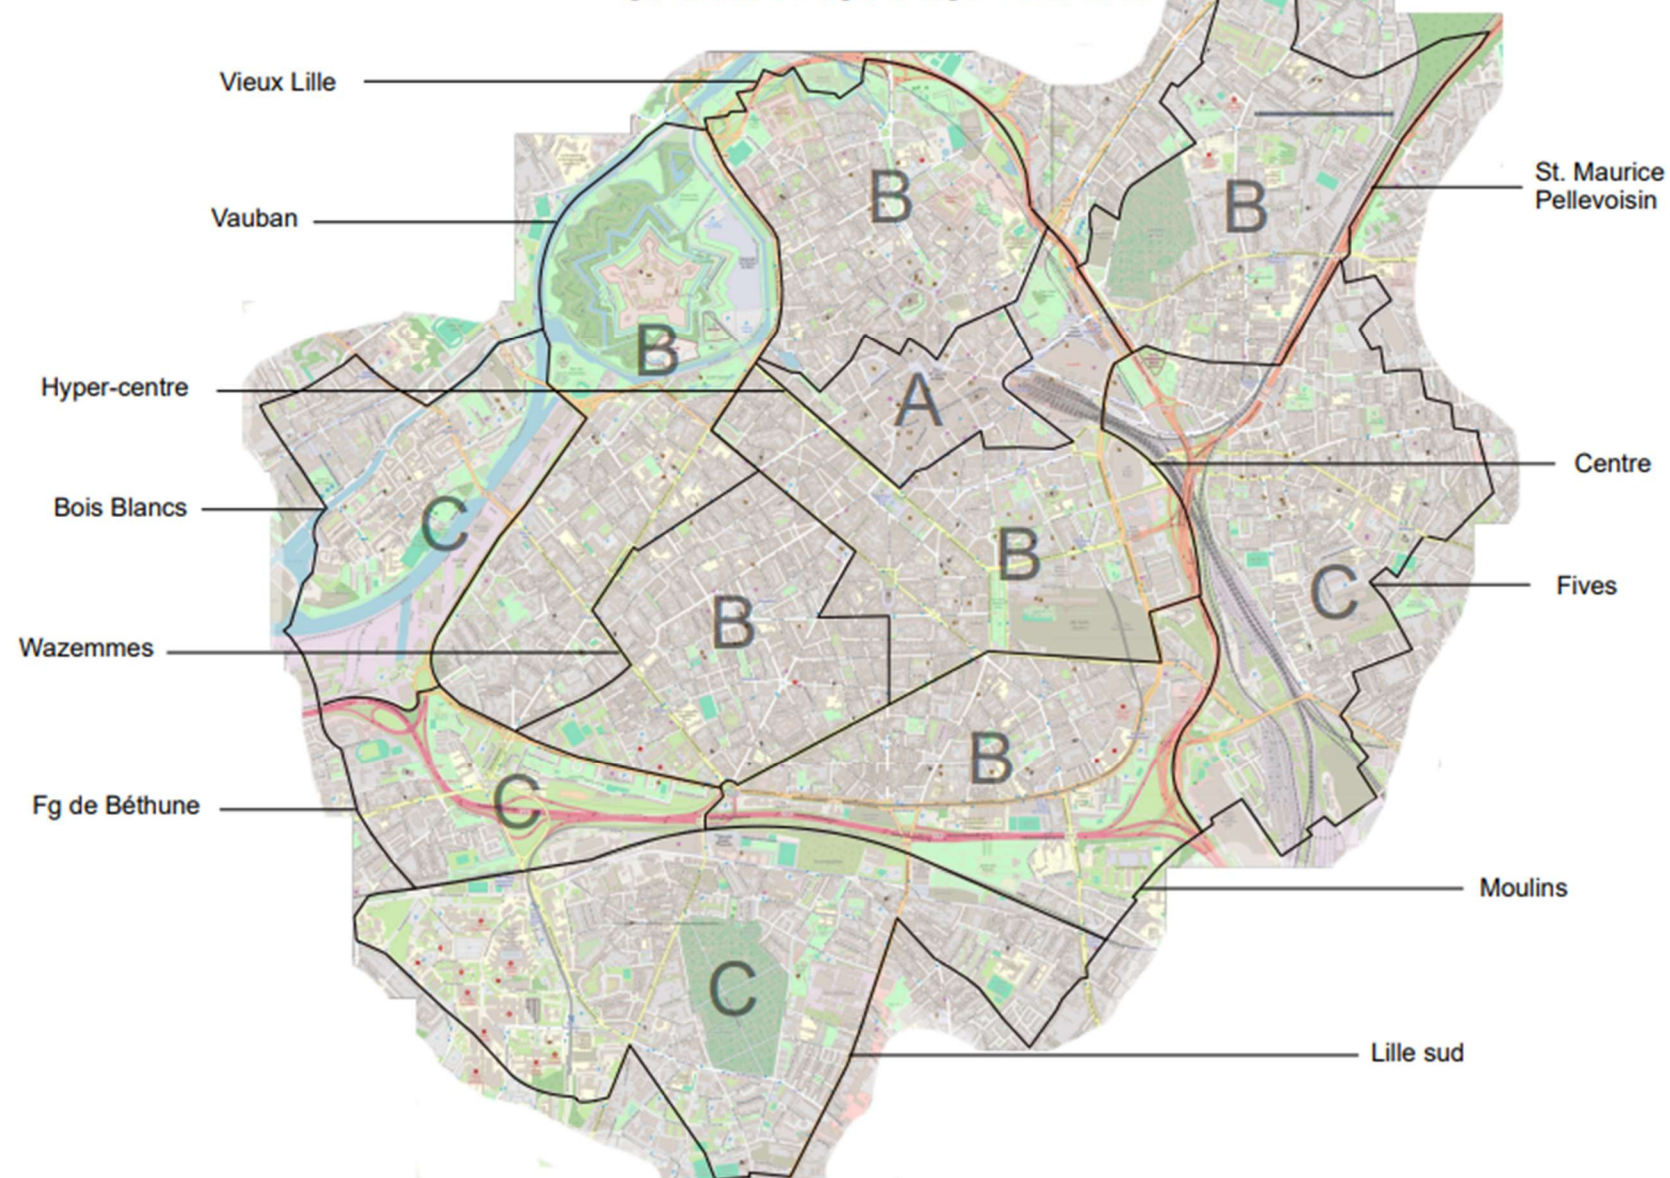 Vieux Lille
B
St. Maurice
Pellevoisin
B
Vauban
B
Hyper-centre
A
Centre
Bois Blancs
C
B
Fives
C
Wazemmes
B
B
Fg de Béthune
C
Moulins
C
Lille sud